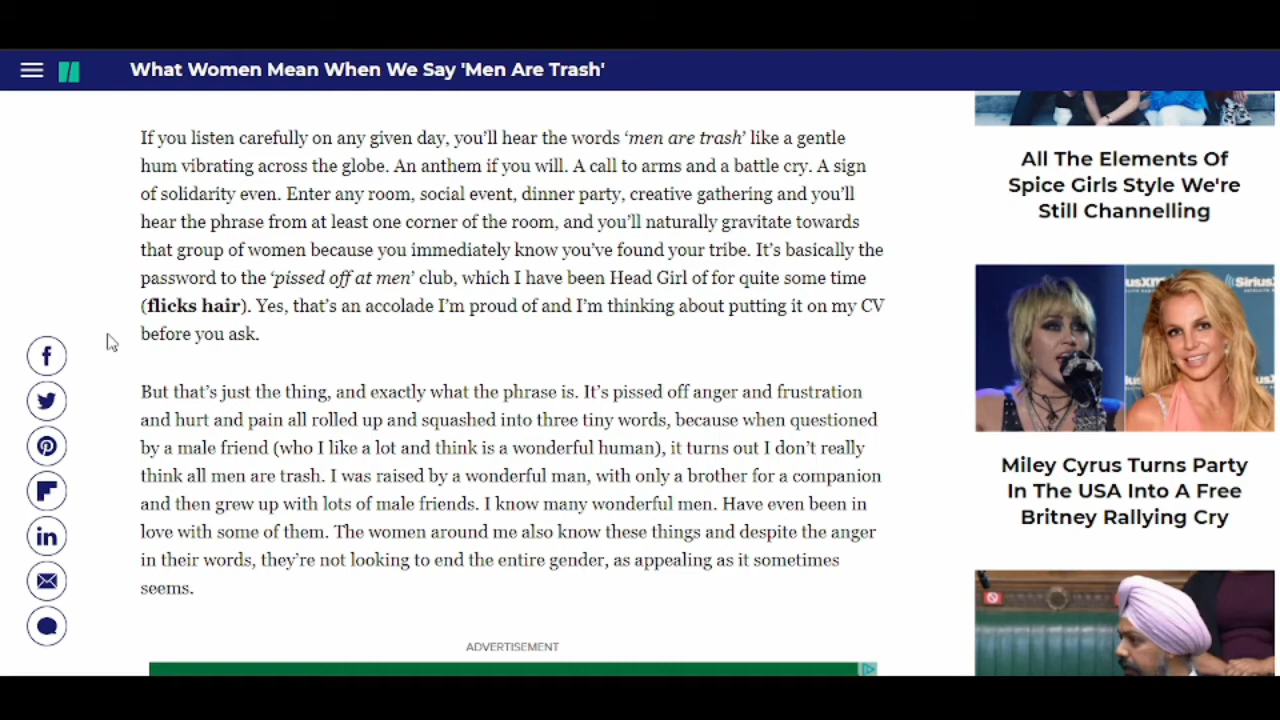 What Women Mean When We Say 'Men Are Trash'
If you listen carefully on any given day, you’ll hear the words ‘men are trash’ like a gentle
hum vibrating across the globe. An anthem if you will. A call to arms and a battle cry. A sign
of solidarity even. Enter any room, social event, dinner party, creative gathering and you’ll
hear the phrase from at least one corner of the room, and you’ll naturally gravitate towards
that group of women because you immediately know you’ve found your tribe. It’s basically the
password to the ‘pissed off at men’ club, which I have been Head Girl of for quite some time
(flicks hair). Yes, that’s an accolade I’m proud of and I’m thinking about putting it on my CV
before you ask.
But that’s just the thing, and exactly what the phrase is. It’s pissed off anger and frustration
and hurt and pain all rolled up and squashed into three tiny words, because when questioned
by a male friend (who I like a lot and think is a wonderful human), it turns out I don’t really
think all men are trash. I was raised by a wonderful man, with only a brother for a companion
and then grew up with lots of male friends. I know many wonderful men. Have even been in
love with some of them. The women around me also know these things and despite the anger
in their words, they’re not looking to end the entire gender, as appealing as it sometimes
seems.
ADVERTISEMENT
All The Elements Of
Spice Girls Style We're
Still Channelling
Miley Cyrus Turns Party
In The USA Into A Free
Britney Rallying Cry